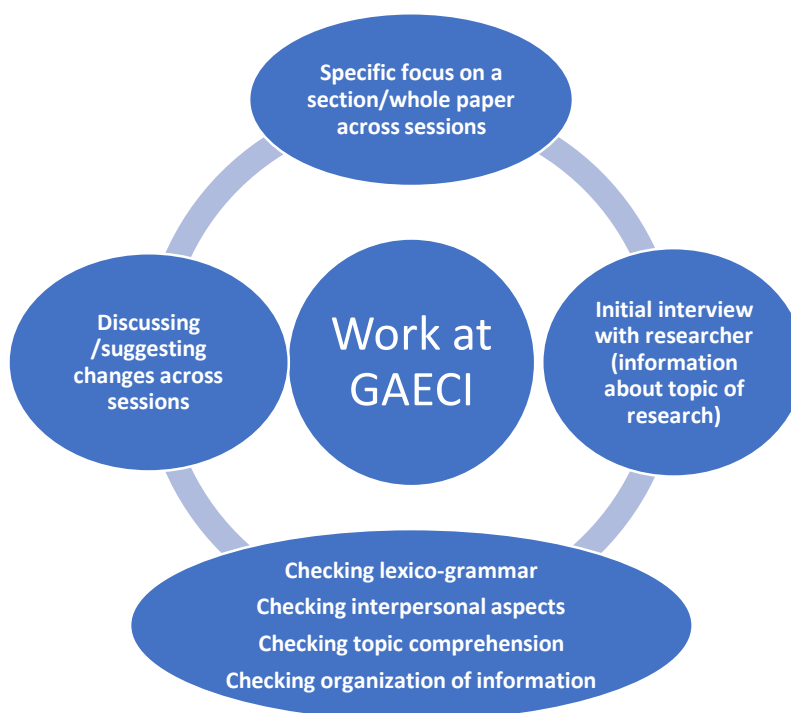 Specific focus on a
section/whole paper
across sessions
Initial interview
with researcher
(information
about topic of
research)
Work at
GAECI
Discussing
/suggesting
changes across
sessions
Checking lexico-grammar
Checking interpersonal aspects
Checking topic comprehension
Checking organization of information